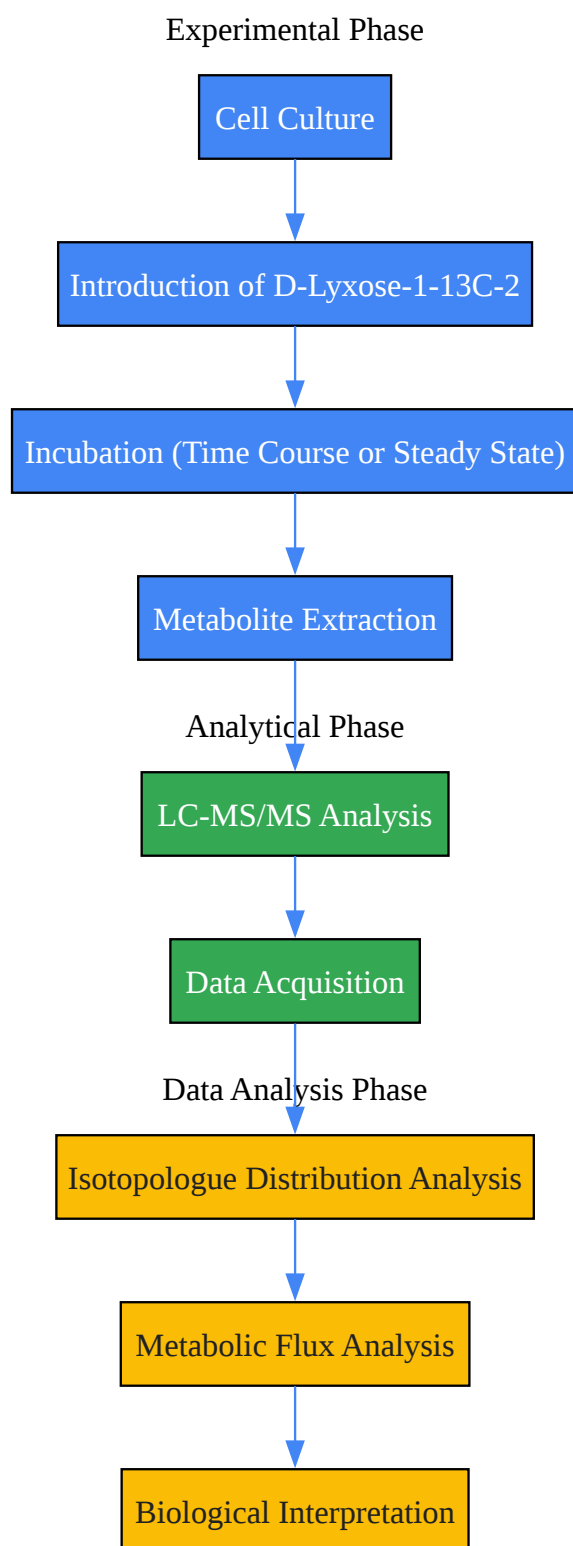 Experimental Phase
Cell Culture
Introduction of D-Lyxose-1-13C-2
Incubation (Time Course or Steady State)
Metabolite Extraction
Analytical Phase
LC-MS/MS Analysis
Data Acquisition
Data Analysis Phase
Isotopologue Distribution Analysis
Metabolic Flux Analysis
Biological Interpretation